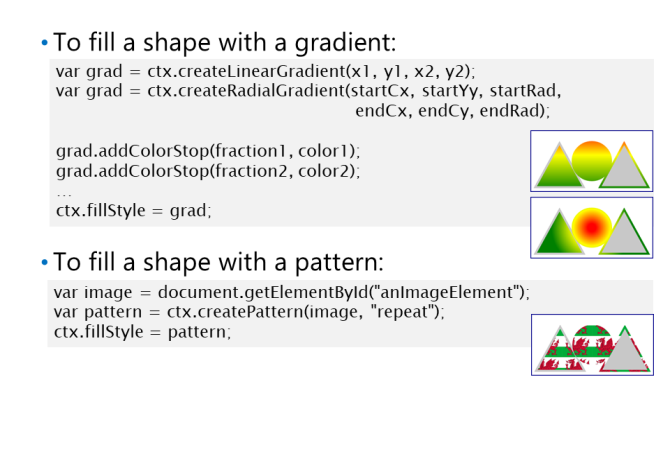 • To fill a shape with a gradient:
var grad = ctx.createLinearGradient(x1, y1, x2, y2);
var grad = ctx.createRadialGradient(startCx, startYy, startRad,
endCx, endCy, endRad);
grad.addColorStop(fraction1, color1);
grad.addColorStop(fraction2, color2);
...
ctx.fillStyle = grad;
• To fill a shape with a pattern:
var image = document.getElementById("anImageElement");
var pattern = ctx.createPattern(image, "repeat");
ctx.fillStyle = pattern;